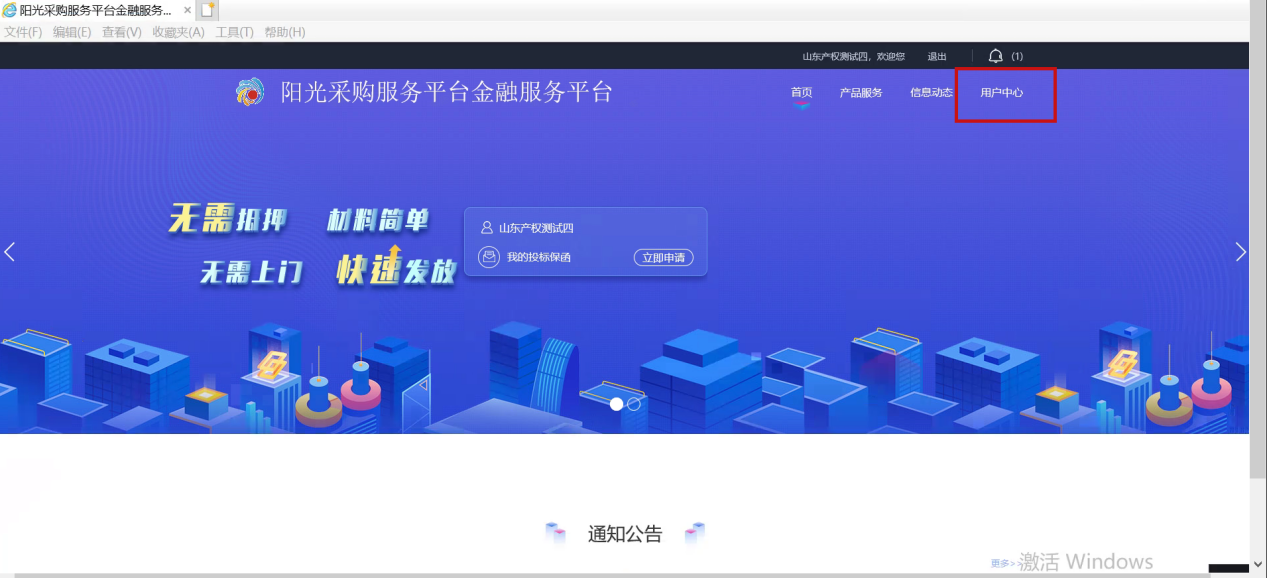 阳光采购服务平台金融服务... ×
文件(F) 编辑(E) 查看(V) 收藏夹(A) 工具(T) 帮助(H)
山东产权测试四，欢迎您 退出 (1)
阳光采购服务平台金融服务平台 首页 产品服务 信息动态 用户中心
无需抵押 材料简单
无需上门 快速发放
山东产权测试四
我的投标保函 立即申请
通知公告
更多>> 激活 Windows